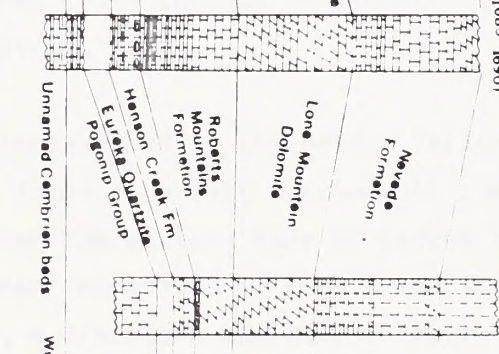 Nevada
Formation
Lone Mountain
Dolomite
Roberts
Mountains
Formation
Hanson Creek Fm.
Eureka Quartzite
Pogonip Group
Unnamed Cambrian beds